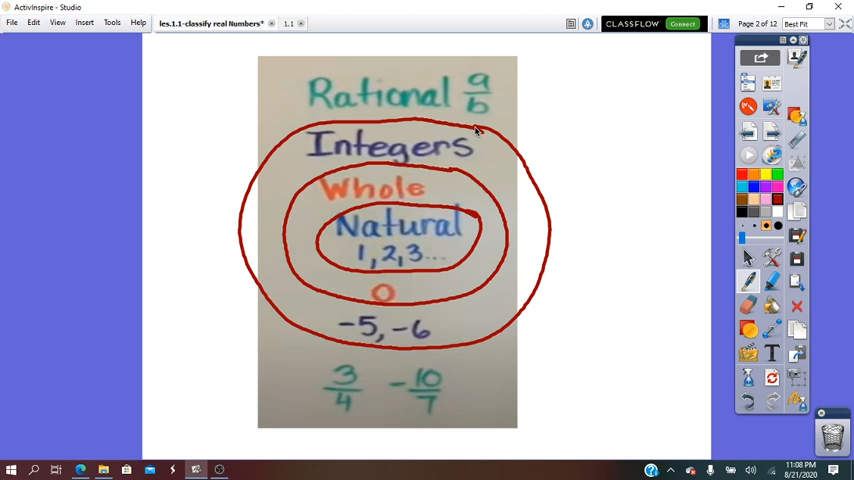 ActivInspire - Studio
File Edit View Insert Tools Help
les.1.1-classify real Numbers*
1.1
CLASSFLOW Connect
Page 2 of 12
Best Fit
Rational a/b
Integers
Whole
Natural
1, 2, 3...
0
-5, -6
3/4 -10/7
11:08 PM
8/21/2020